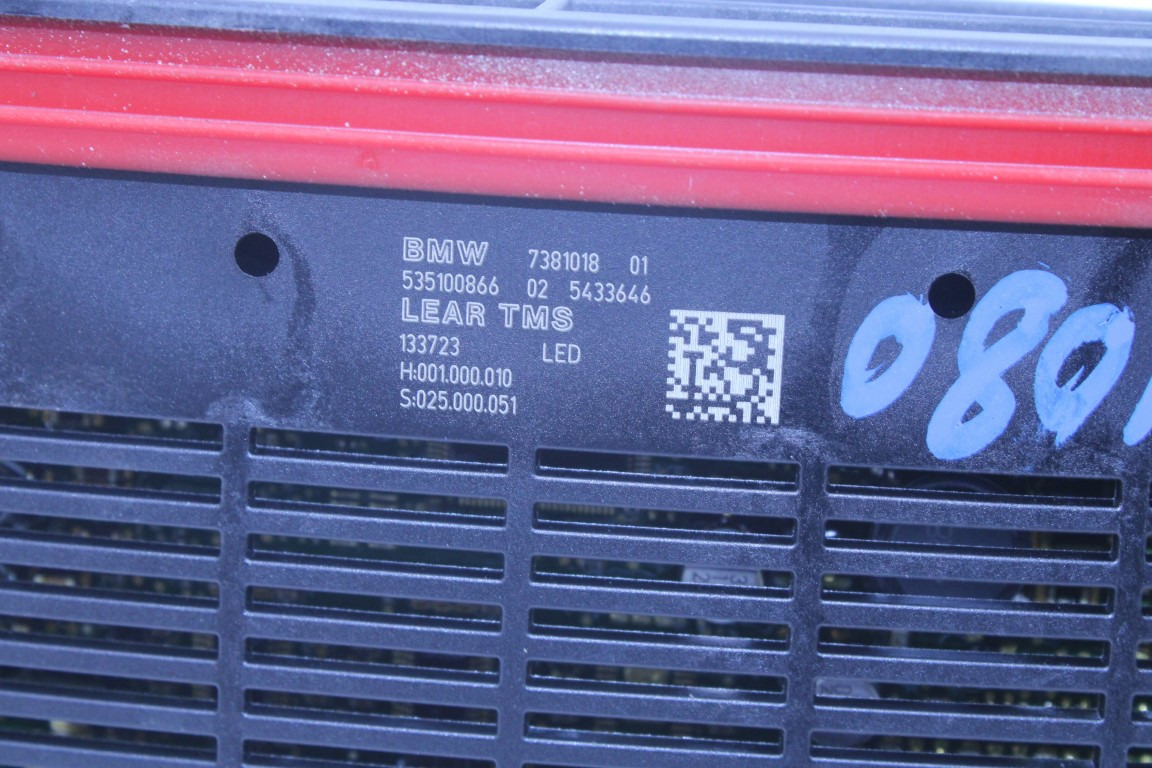 BMW 7381018 01
535100866 02 5433646
LEAR TMS
133723 LED
H:001.000.010
S:025.000.051
080